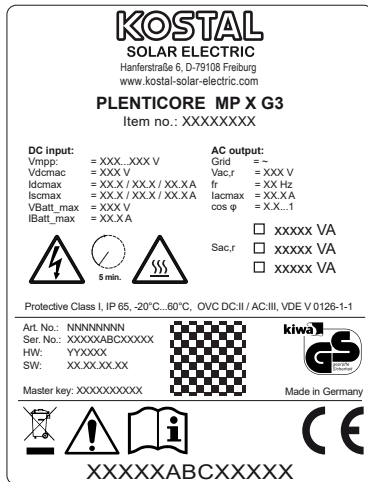 KOSTAL
SOLAR ELECTRIC
Hanferstraße 6, D-79108 Freiburg
www.kostal-solar-electric.com
PLENTICORE MP X G3
Item no.: XXXXXXXX
DC input:
Vmpp: = XXX...XXX V
Vdcmax = XXX V
Idcmax = XX.X / XX.X / XX.X A
Iscmax = XX.X / XX.X / XX.X A
VBatt_max = XXX V
IBatt_max = XX.X A
AC output:
Grid = ~
Vac,r = XXX V
fr = XX Hz
Iacmax = XX.X A
cos φ = X.X...1
☐ xxxxx VA
Sac,r ☐ xxxxx VA
☐ xxxxx VA
5 min.
Protective Class I, IP 65, -20°C...60°C, OVC DC:II / AC:III, VDE V 0126-1-1
Art. No.: NNNNNNNN
Ser. No.: XXXXXABCXXXXX
HW: YYXXXX
SW: XX.XX.XX.XX
Master key: XXXXXXXXXX
kiwa
GS
geprüfte
Sicherheit
Made in Germany
i
CE
XXXXXABCXXXXX